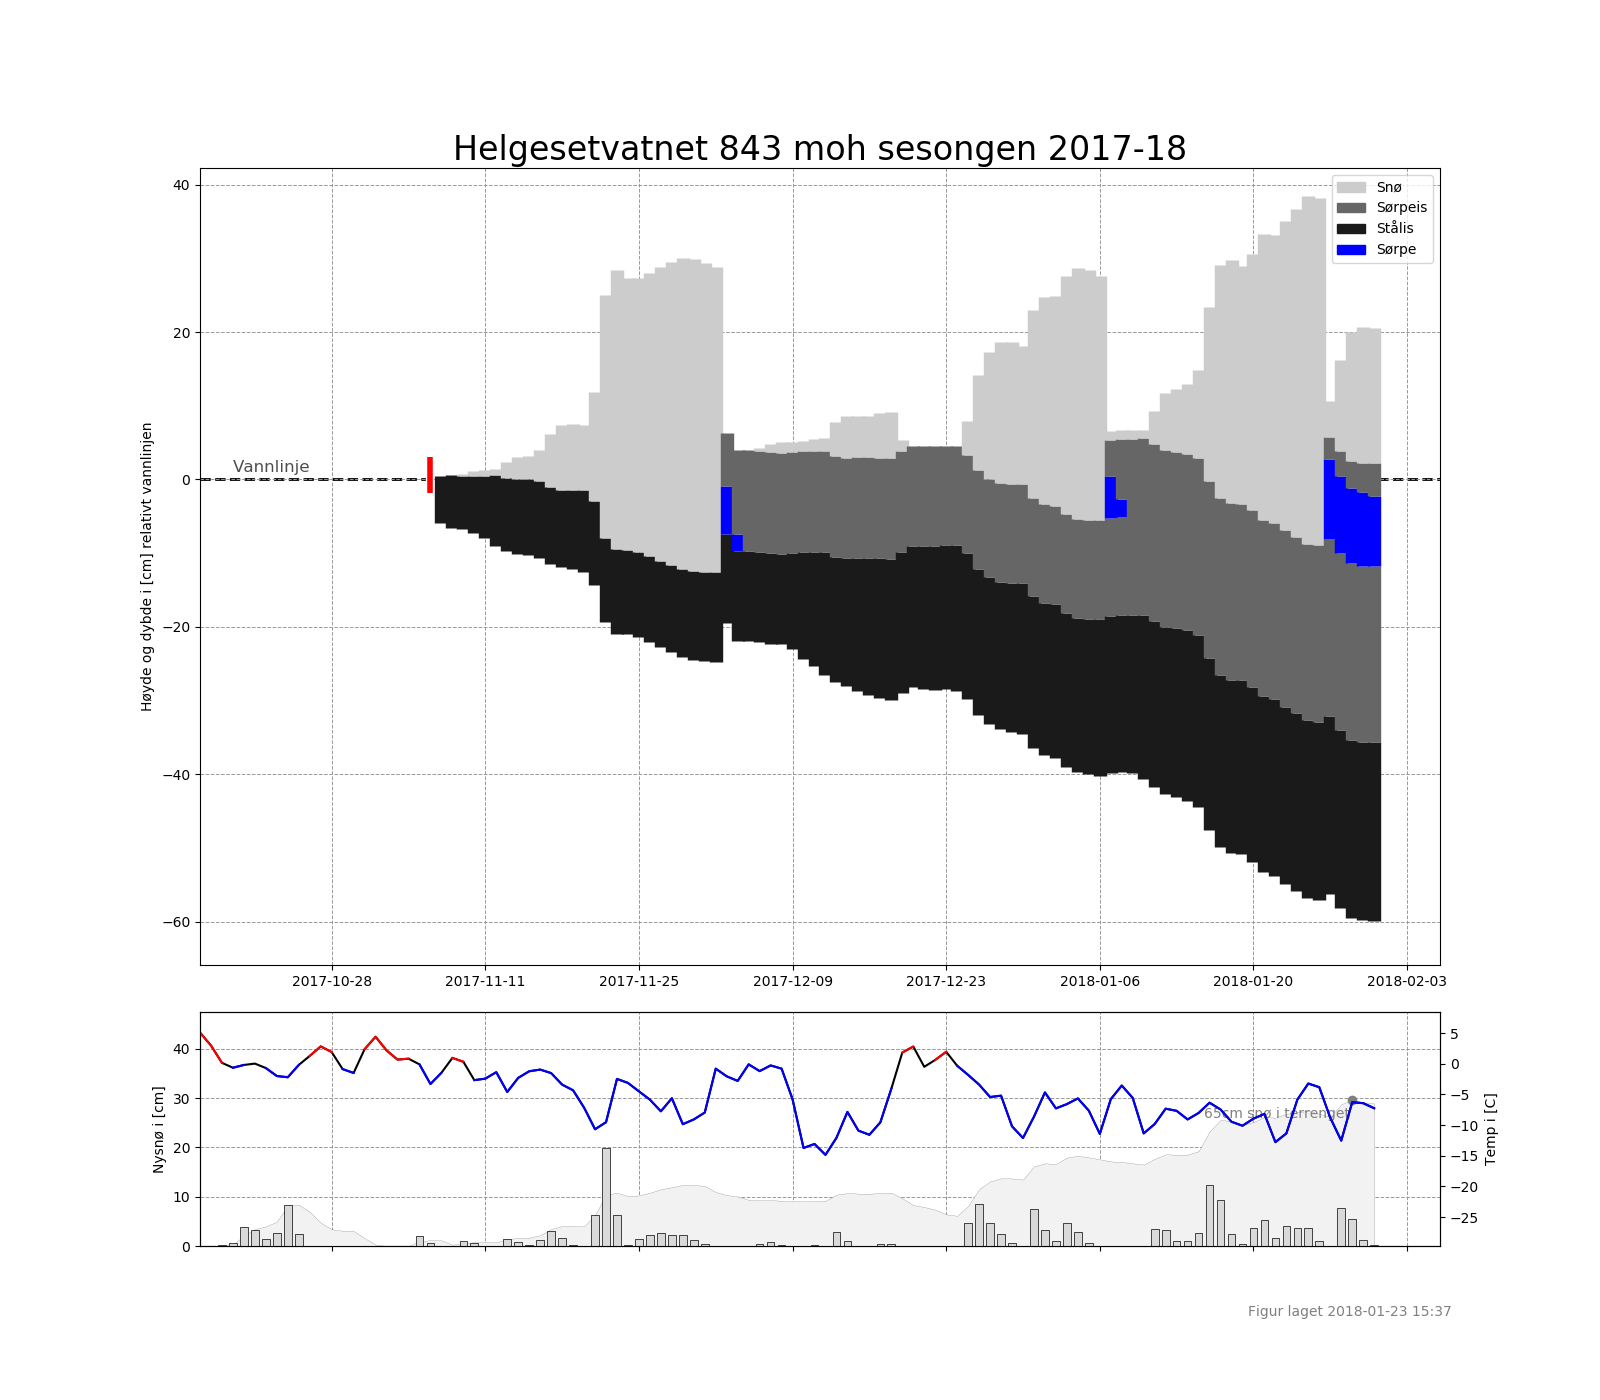 Helgesetvatnet 843 moh sesongen 2017-18
Høyde og dybde i [cm] relativt vannlinjen
40
20
0
−20
−40
−60
Vannlinje
Snø
Sørpeis
Stålis
Sørpe
2017-10-28 2017-11-11 2017-11-25 2017-12-09 2017-12-23 2018-01-06 2018-01-20 2018-02-03
Nysnø i [cm]
40
30
20
10
0
65cm snø i terrenget
5
0
−5
−10
−15
−20
−25
Temp i [C]
Figur laget 2018-01-23 15:37